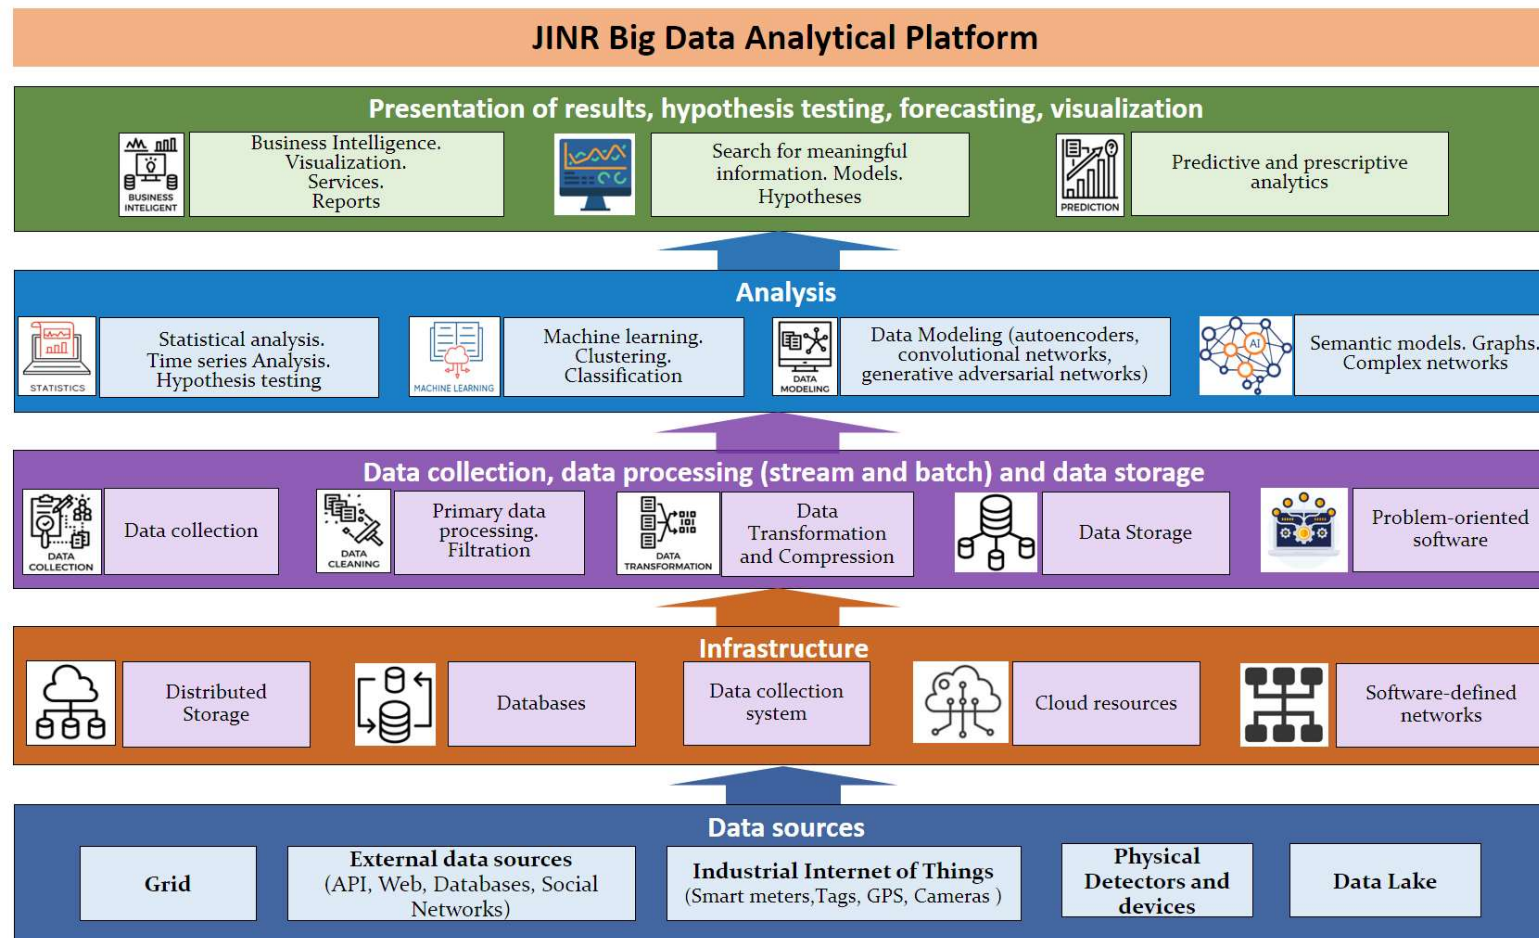 JINR Big Data Analytical Platform
Presentation of results, hypothesis testing, forecasting, visualization
BUSINESS
INTELIGENT
Business Intelligence.
Visualization.
Services.
Reports
Search for meaningful
information. Models.
Hypotheses
PREDICTION
Predictive and prescriptive
analytics
Analysis
STATISTICS
Statistical analysis.
Time series Analysis.
Hypothesis testing
MACHINE LEARNING
Machine learning.
Clustering.
Classification
DATA
MODELING
Data Modeling (autoencoders,
convolutional networks,
generative adversarial networks)
AI
Semantic models. Graphs.
Complex networks
Data collection, data processing (stream and batch) and data storage
DATA
COLLECTION
Data collection
DATA
CLEANING
Primary data
processing.
Filtration
010
101
010
DATA
TRANSFORMATION
Data
Transformation
and Compression
Data Storage
Problem-oriented
software
Infrastructure
Distributed
Storage
Databases
Data collection
system
Cloud resources
Software-defined
networks
Data sources
Grid
External data sources
(API, Web, Databases, Social
Networks)
Industrial Internet of Things
(Smart meters,Tags, GPS, Cameras )
Physical
Detectors and
devices
Data Lake